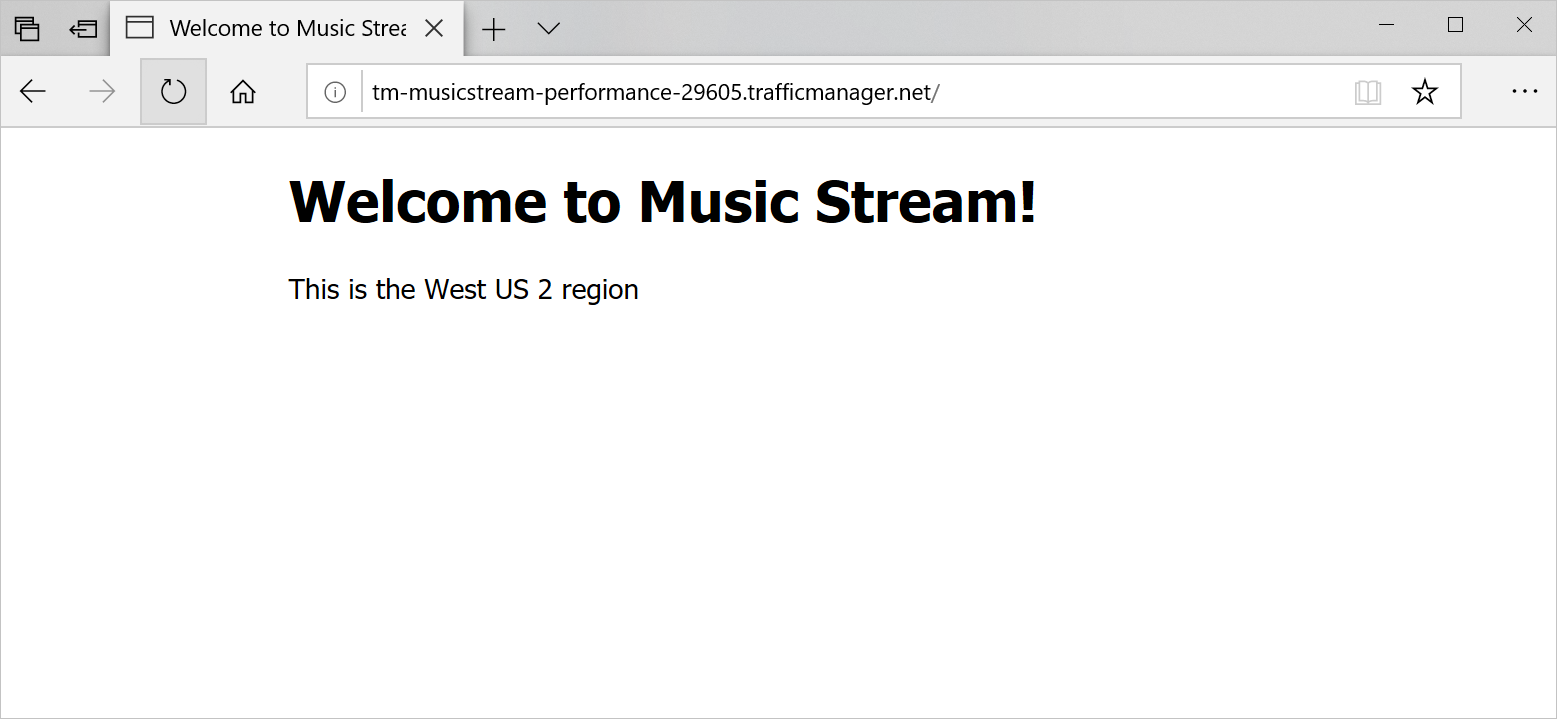 Welcome to Music Strea
tm-musicstream-performance-29605.trafficmanager.net/
Welcome to Music Stream!
This is the West US 2 region